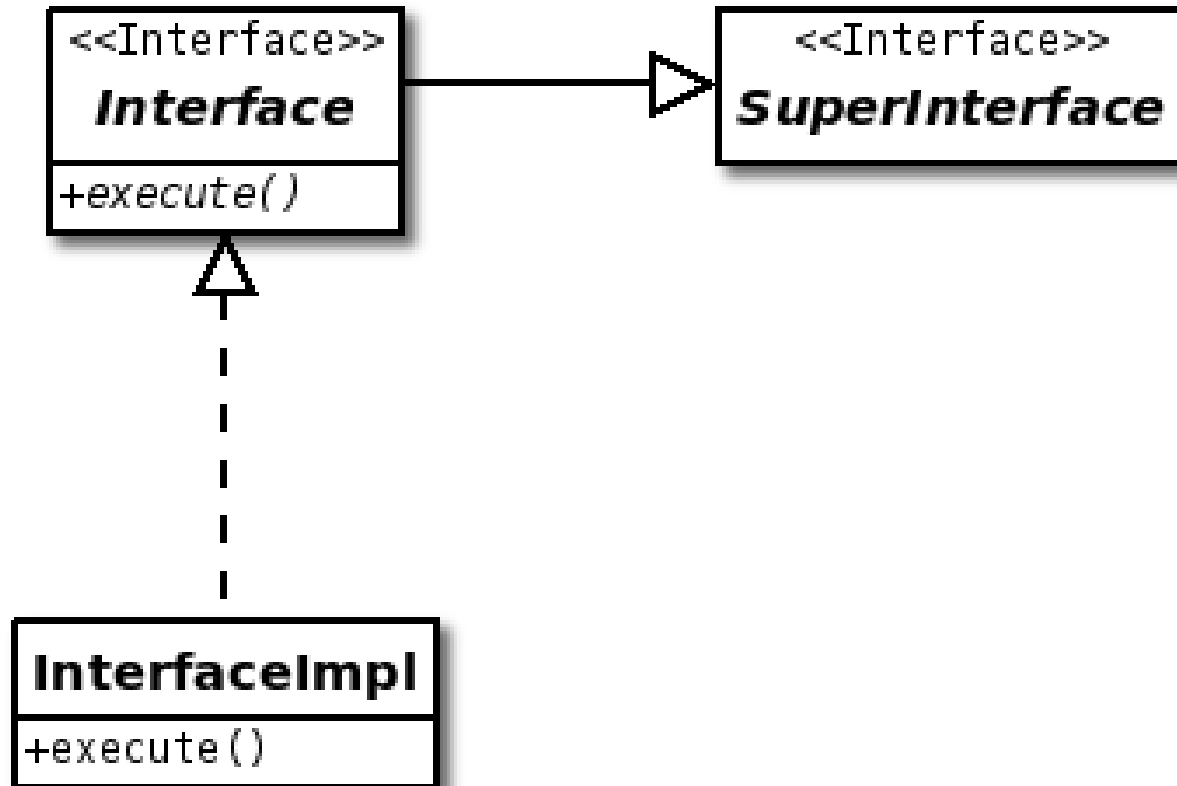 <<Interface>>
Interface
+execute()
<<Interface>>
SuperInterface
InterfaceImpl
+execute()